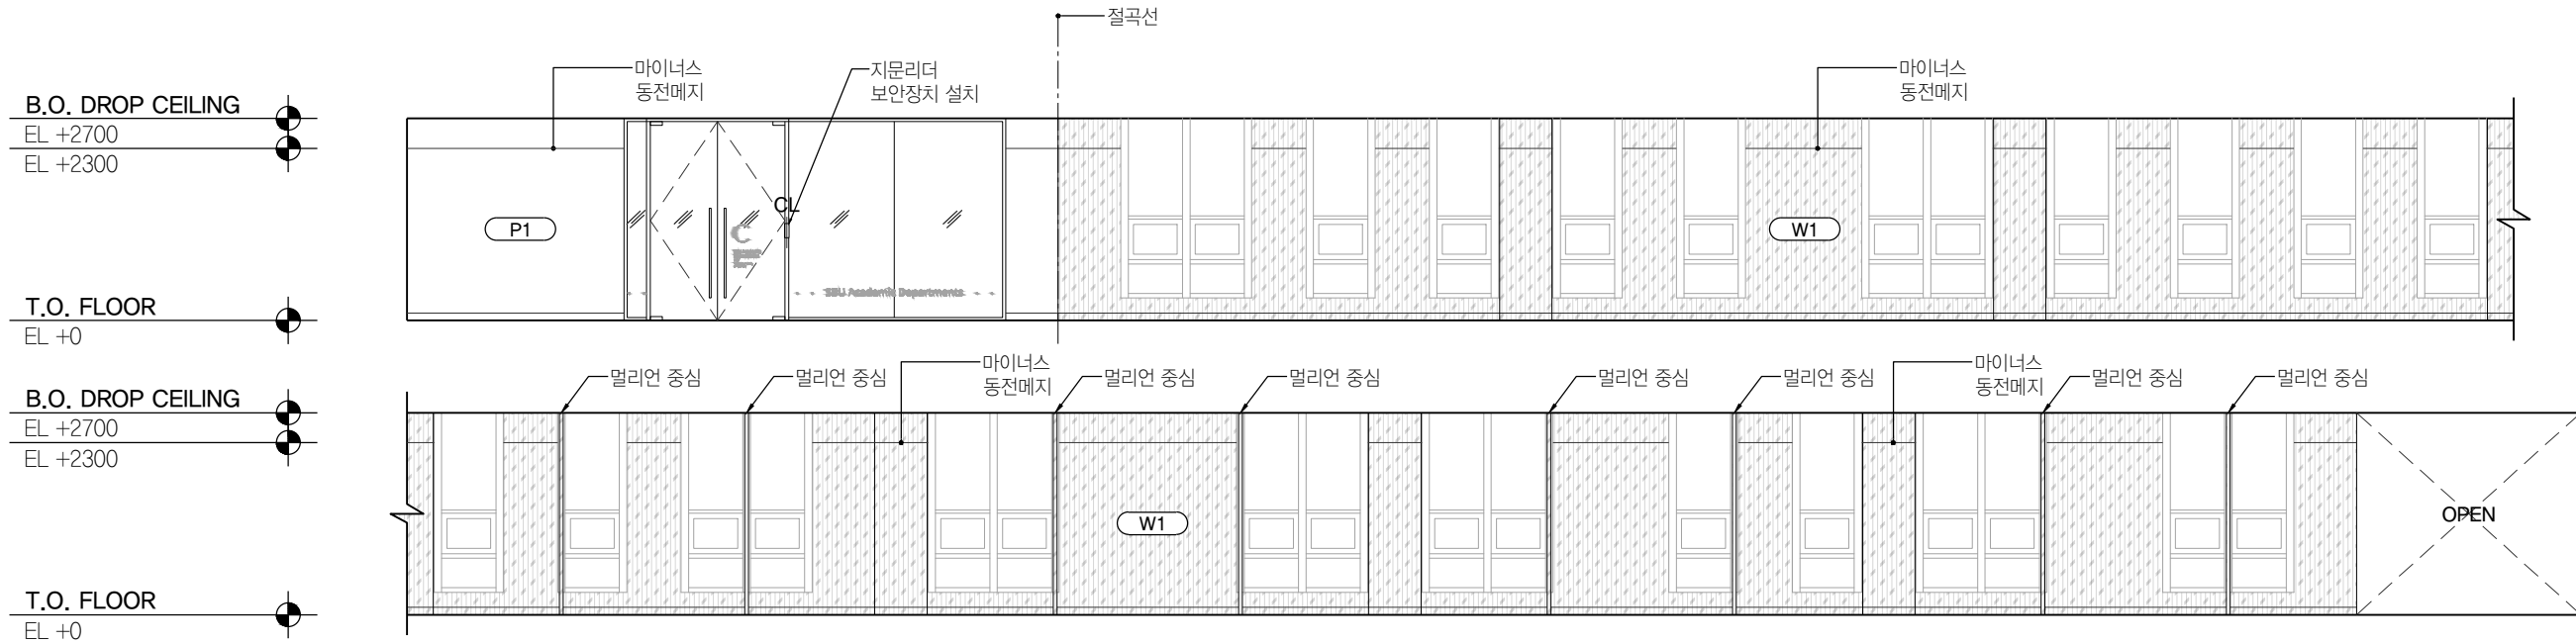 절곡선
마이너스
동전메지
지문리더
보안장치 설치
마이너스
동전메지
B.O. DROP CEILING
EL +2700
EL +2300
CL
P1
W1
SBU Academic Departments
T.O. FLOOR
EL +0
멀리언 중심
멀리언 중심
마이너스
동전메지
멀리언 중심
멀리언 중심
멀리언 중심
멀리언 중심
마이너스
동전메지
멀리언 중심
멀리언 중심
B.O. DROP CEILING
EL +2700
EL +2300
W1
OPEN
T.O. FLOOR
EL +0